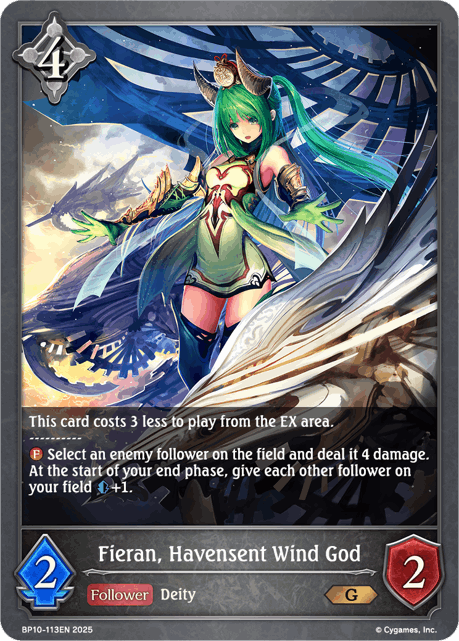 4
This card costs 3 less to play from the EX area.
----------
F Select an enemy follower on the field and deal it 4 damage.
At the start of your end phase, give each other follower on
your field +1.
Fieran, Havensent Wind God
2
Follower Deity
G
2
BP10-113EN 2025
© Cygames, Inc.